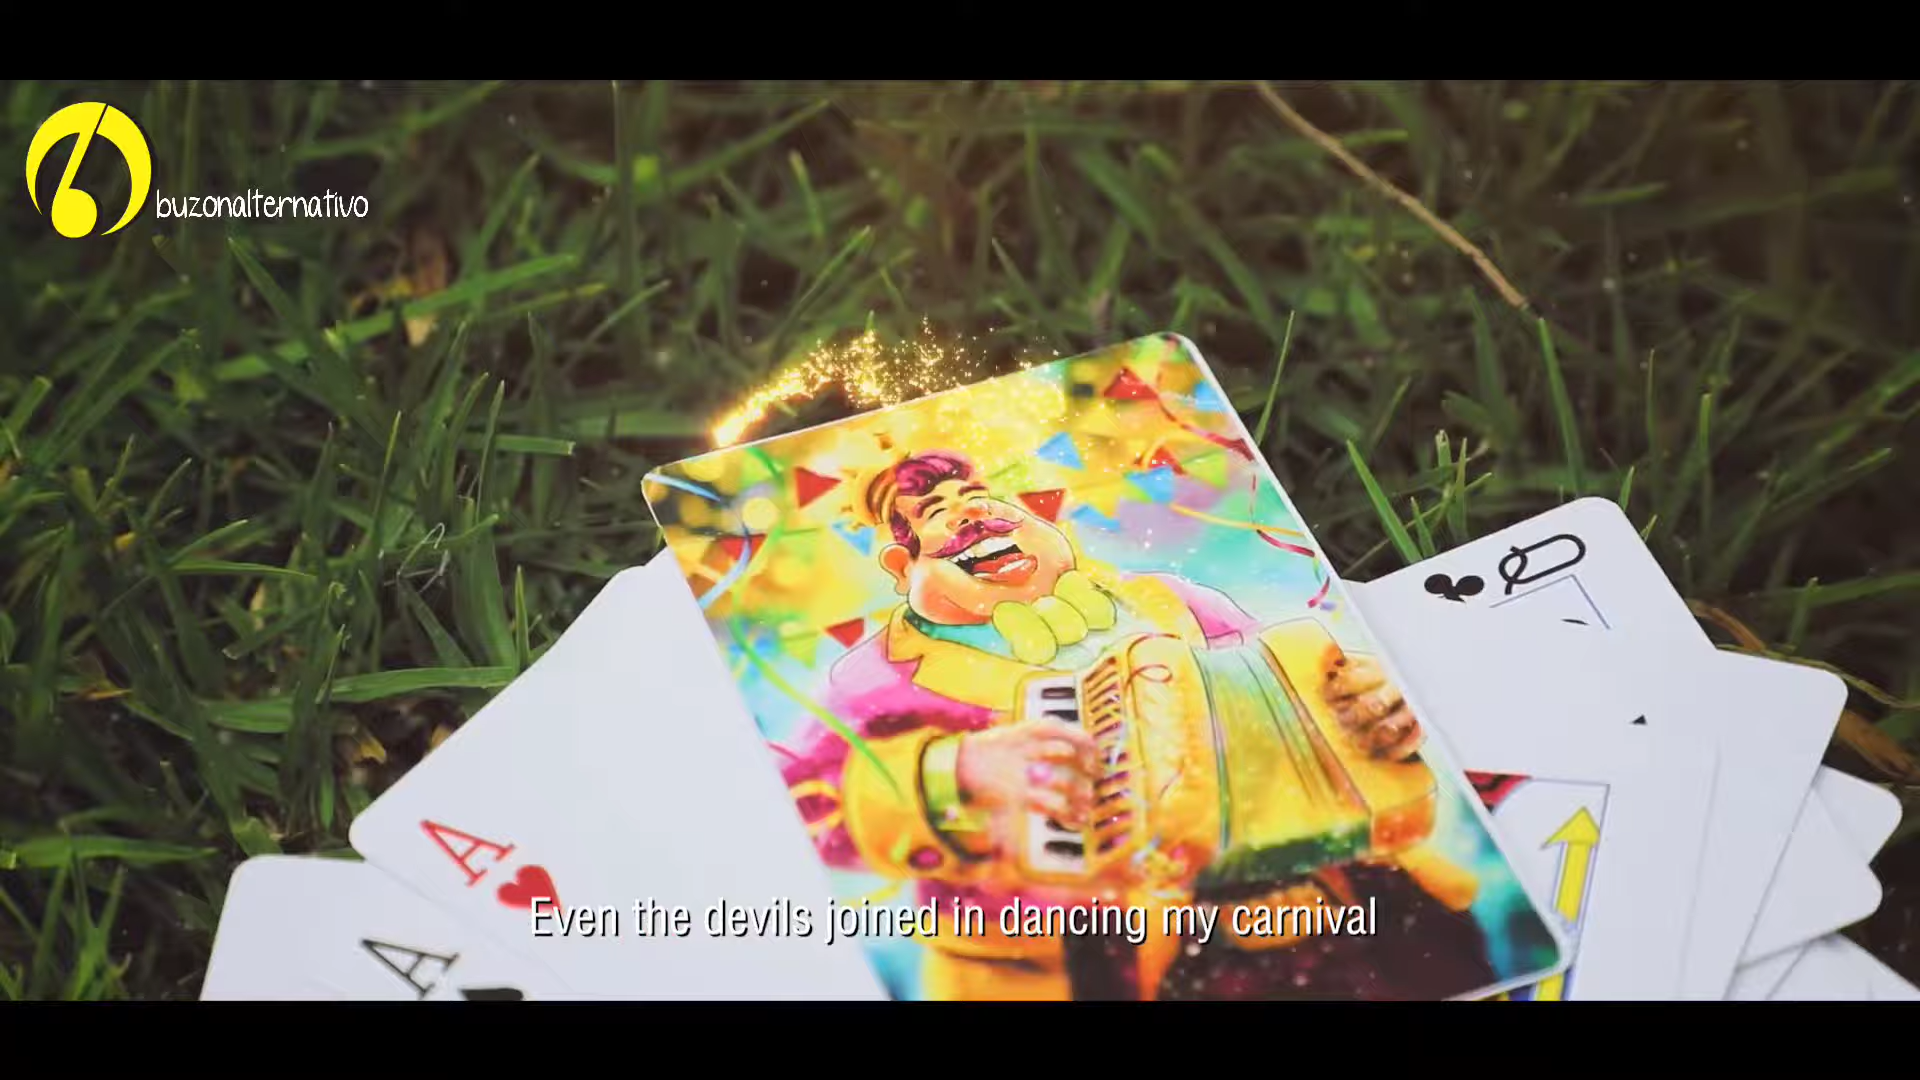 buzonalternativo
Q
A
A
Even the devils joined in dancing my carnival